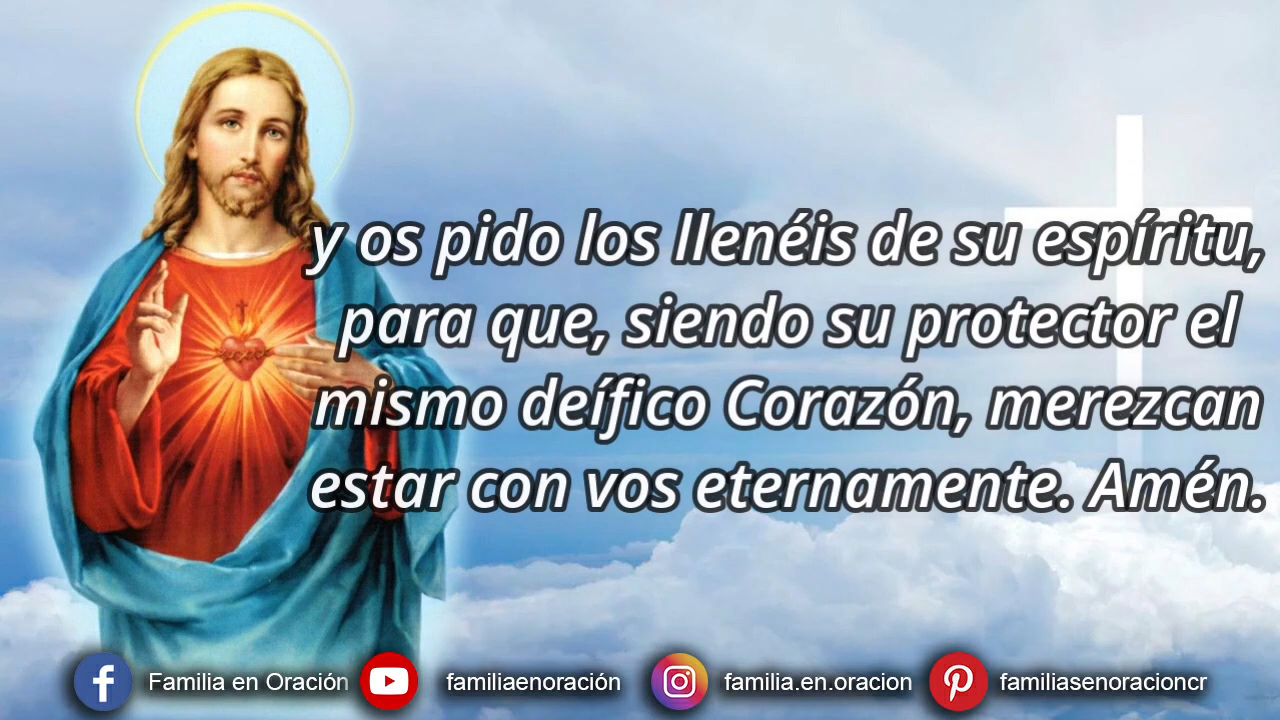 y os pido los llenéis de su espíritu,
para que, siendo su protector el
mismo deífico Corazón, merezcan
estar con vos eternamente. Amén.
Familia en Oración familiaenoración familia.en.oracion familiasenoracioncr